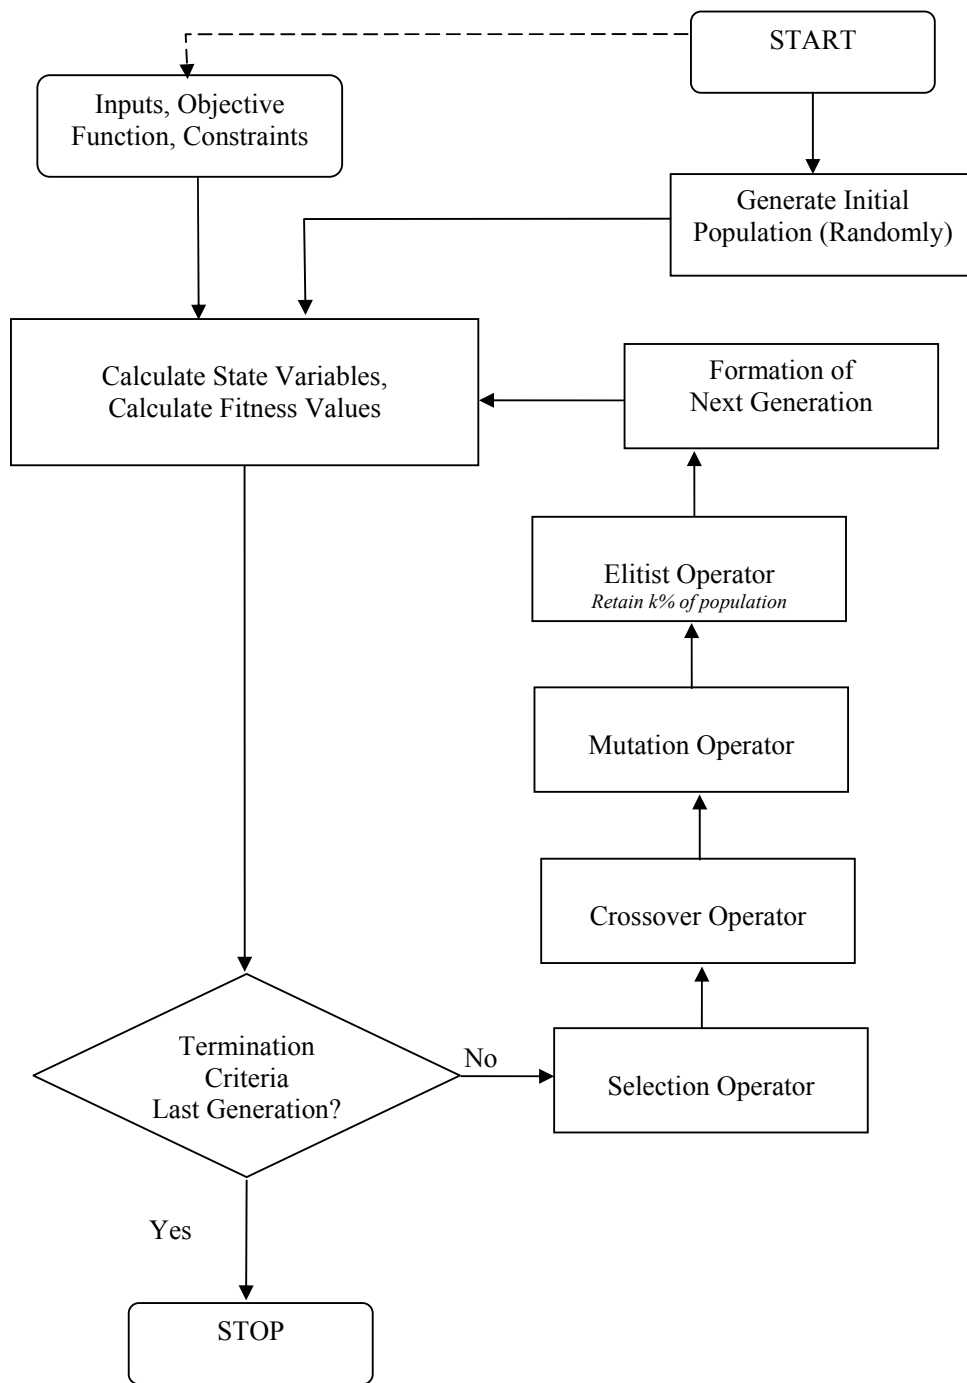 START
Inputs, Objective
Function, Constraints
Generate Initial
Population (Randomly)
Calculate State Variables,
Calculate Fitness Values
Formation of
Next Generation
Elitist Operator
Retain k% of population
Mutation Operator
Crossover Operator
Termination
Criteria
Last Generation?
No
Selection Operator
Yes
STOP